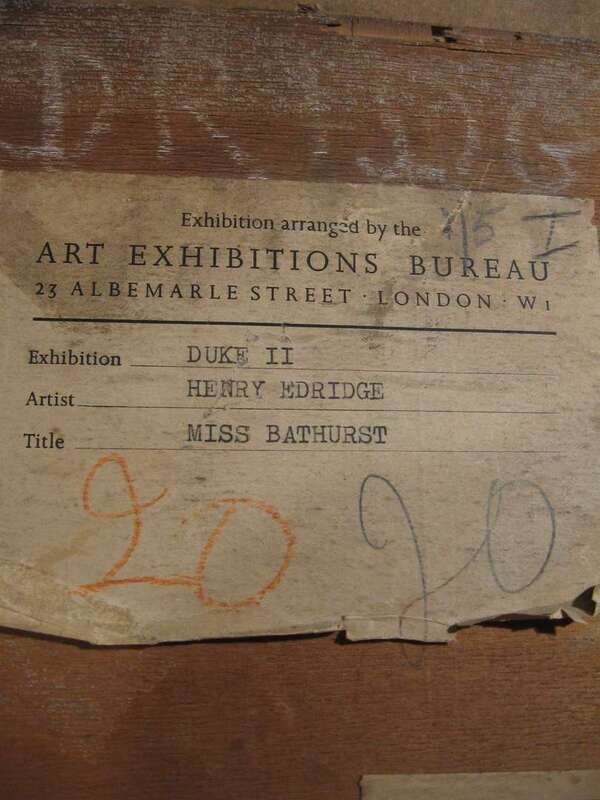 Exhibition arranged by the
ART EXHIBITIONS BUREAU
23 ALBEMARLE STREET · LONDON · W1
Exhibition DUKE II
Artist HENRY EDRIDGE
Title MISS BATHURST
20 20